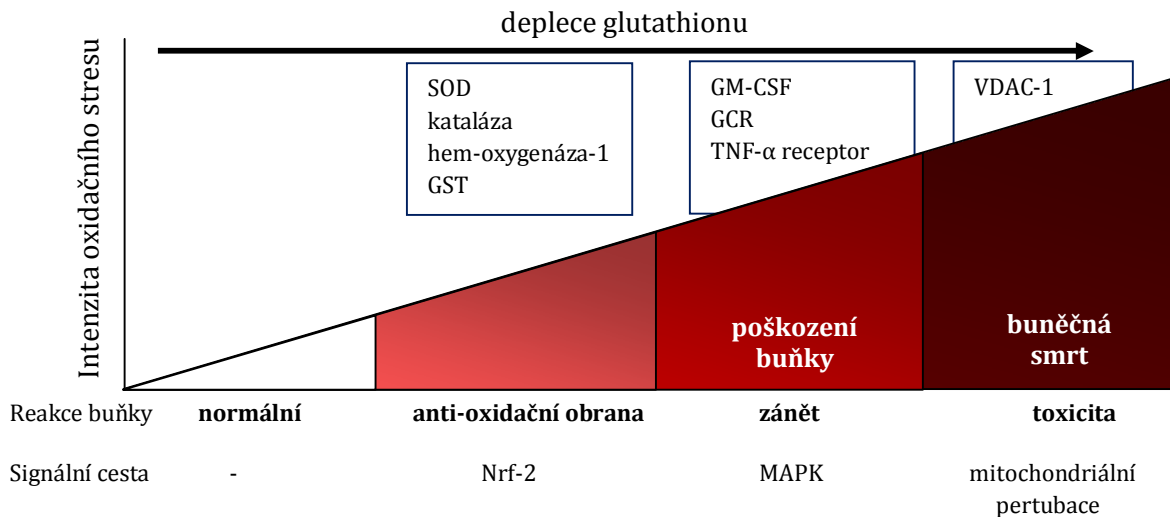 deplece glutathionu
Intenzita oxidačního stresu
SOD
kataláza
hem-oxygenáza-1
GST
GM-CSF
GCR
TNF-α receptor
VDAC-1
poškození
buňky
buněčná
smrt
Reakce buňky normální anti-oxidační obrana zánět toxicita
Signální cesta - Nrf-2 MAPK mitochondriální
pertubace